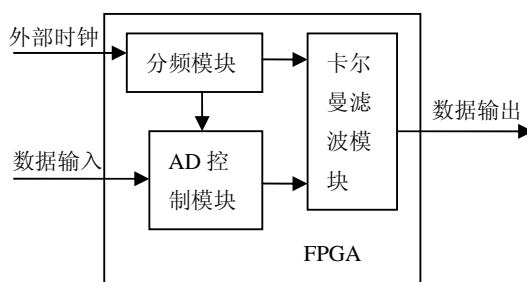 外部时钟
分频模块
卡尔
曼滤
波模
块
数据输出
数据输入
AD 控
制模块
FPGA